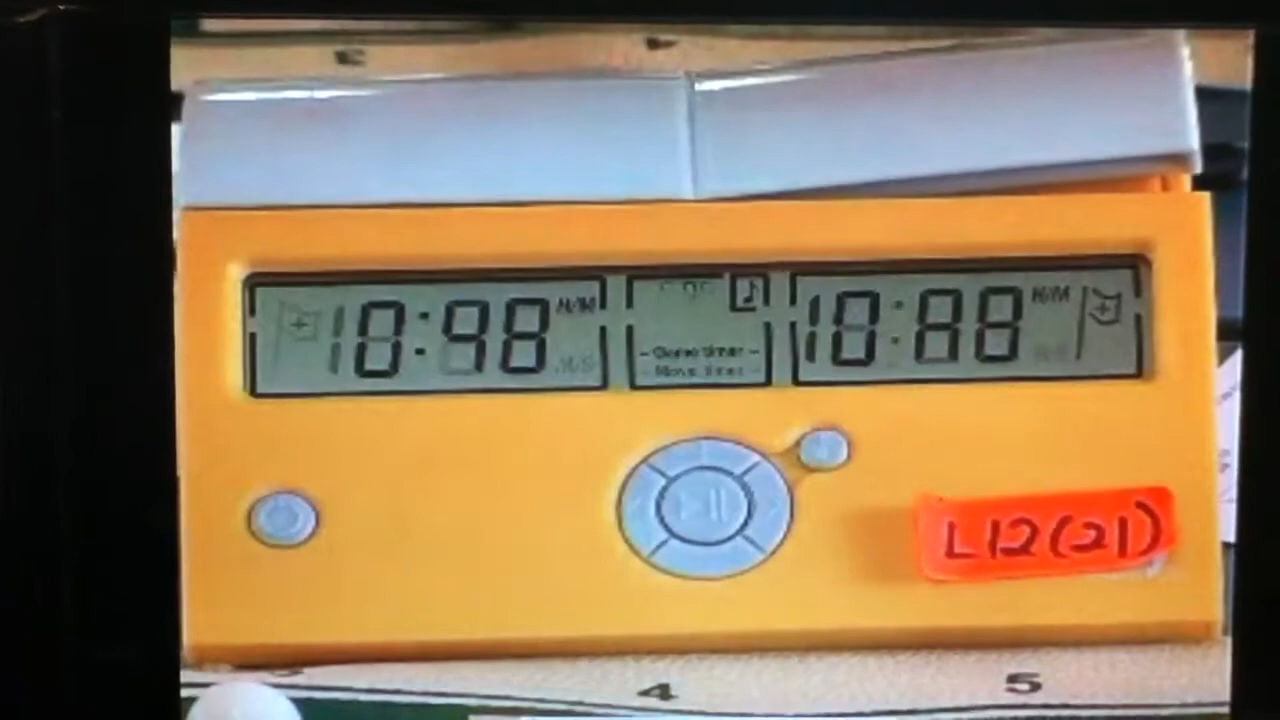 10:98 H/M
10:88 H/M
- Game timer -
- Move timer -
L12(21)
4
5